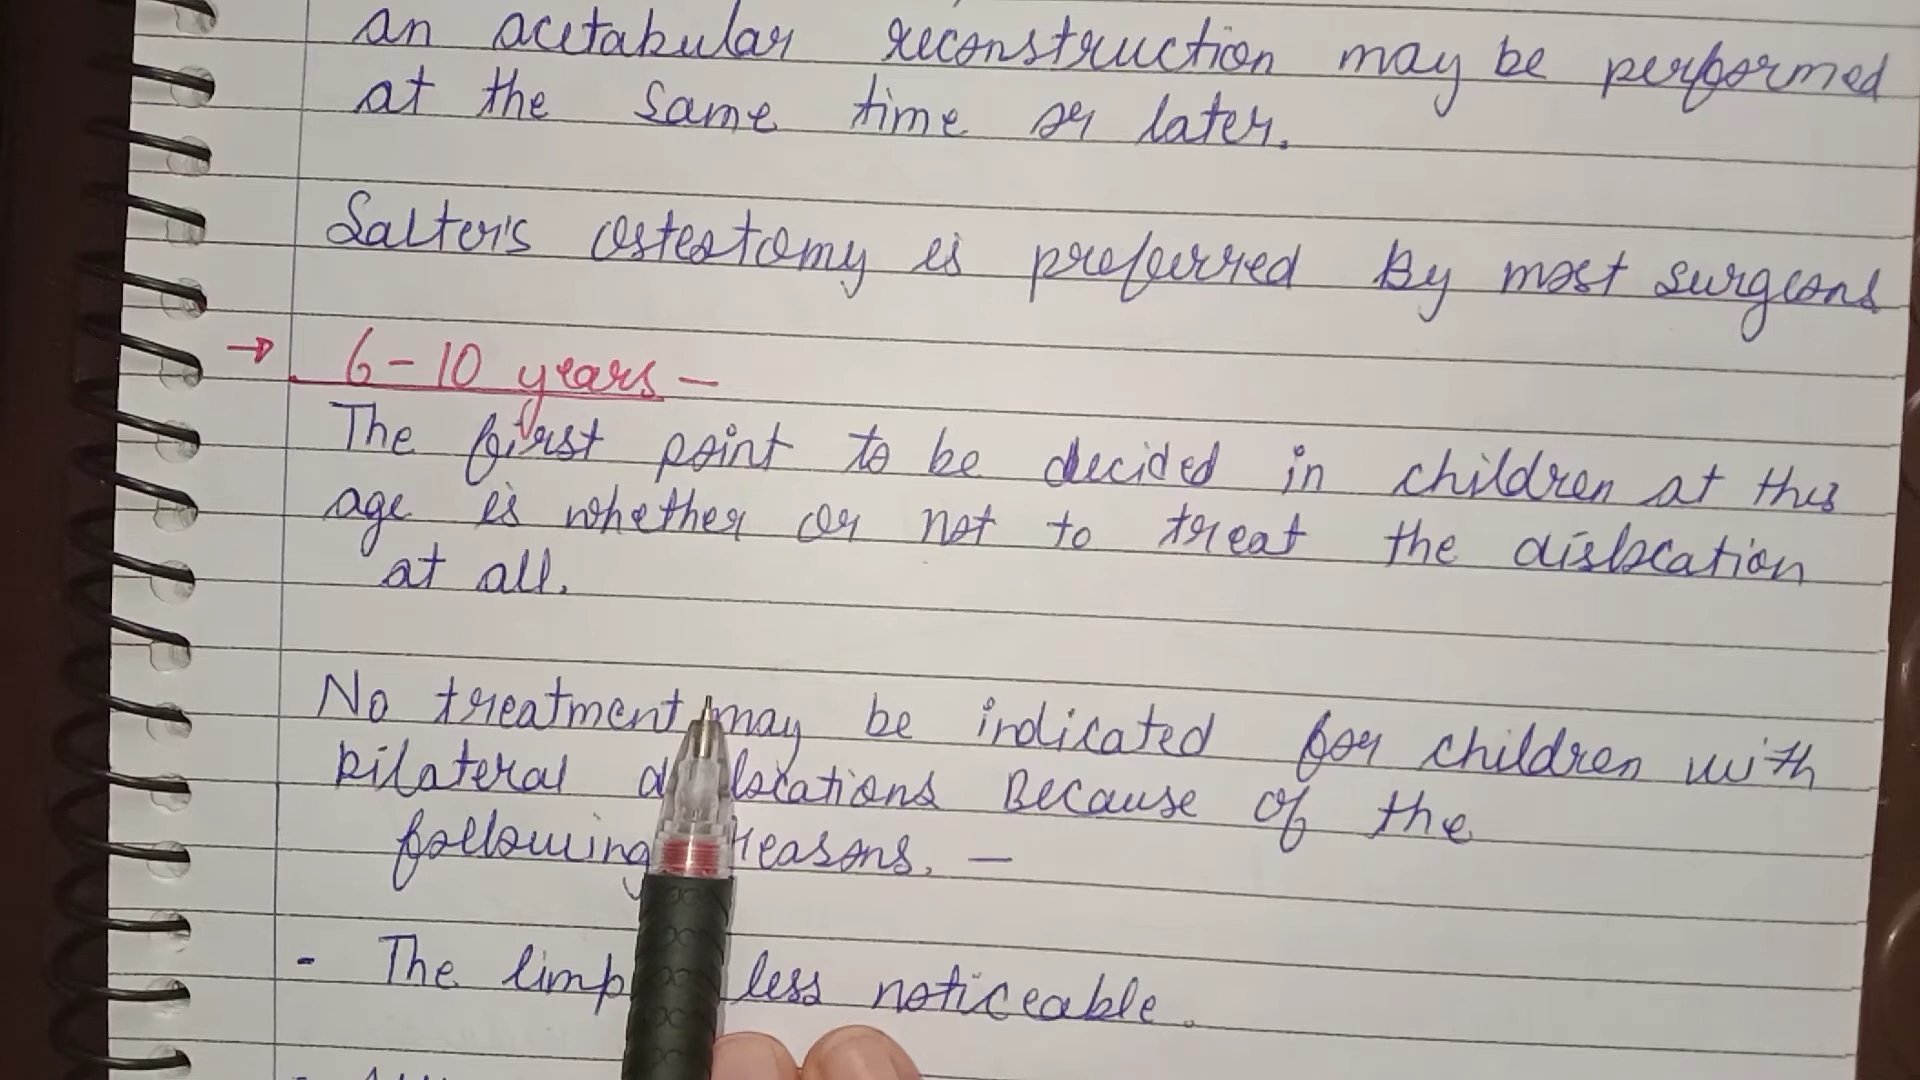 an acetabular reconstruction may be performed
at the same time or later.
Salter's osteotomy is preferred By most surgeons
→ 6-10 years -
The first point to be decided in children at this
age is whether or not to treat the dislocation
at all.
No treatment may be indicated for children with
bilateral d locations Because of the
following reasons. -
- The limp less noticeable.